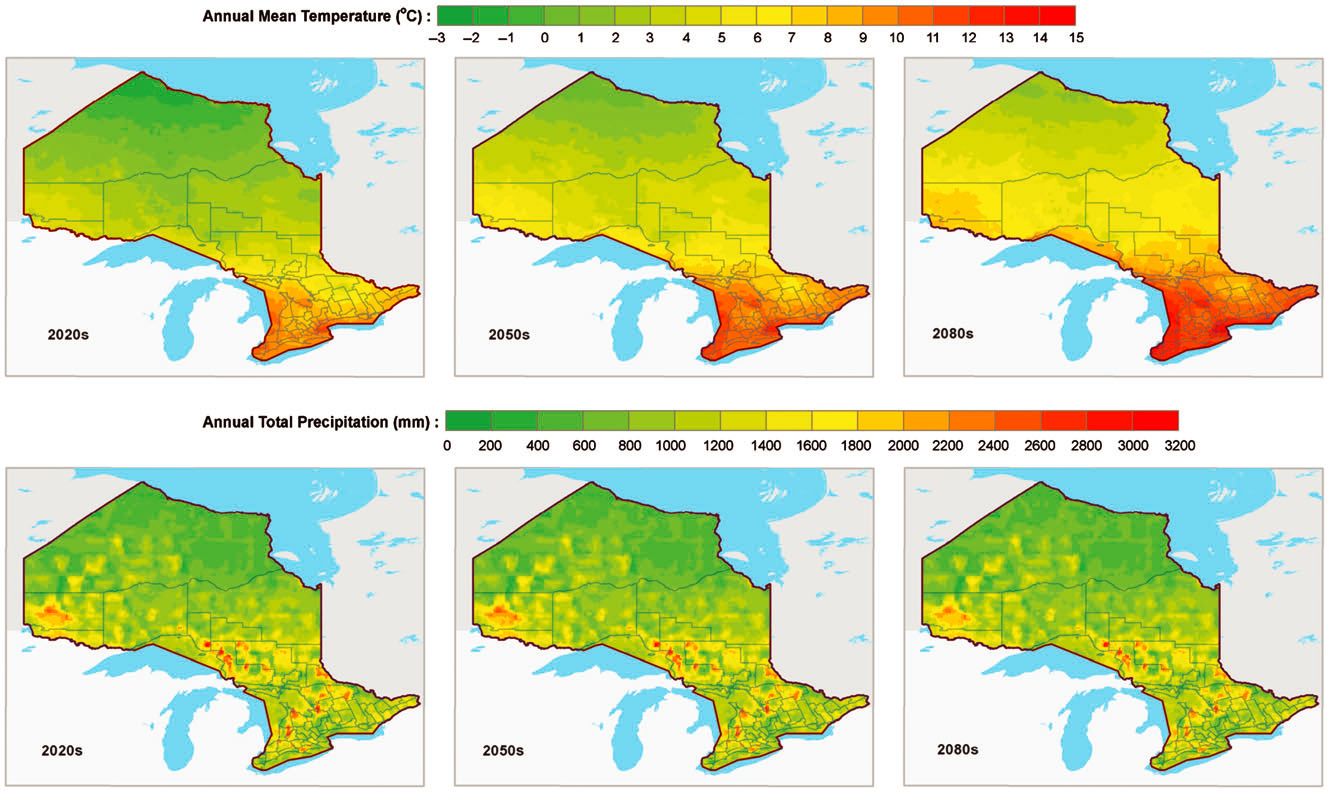 Annual Mean Temperature (°C) :
–3 –2 –1 0 1 2 3 4 5 6 7 8 9 10 11 12 13 14 15
2020s 2050s 2080s
Annual Total Precipitation (mm) :
0 200 400 600 800 1000 1200 1400 1600 1800 2000 2200 2400 2600 2800 3000 3200
2020s 2050s 2080s